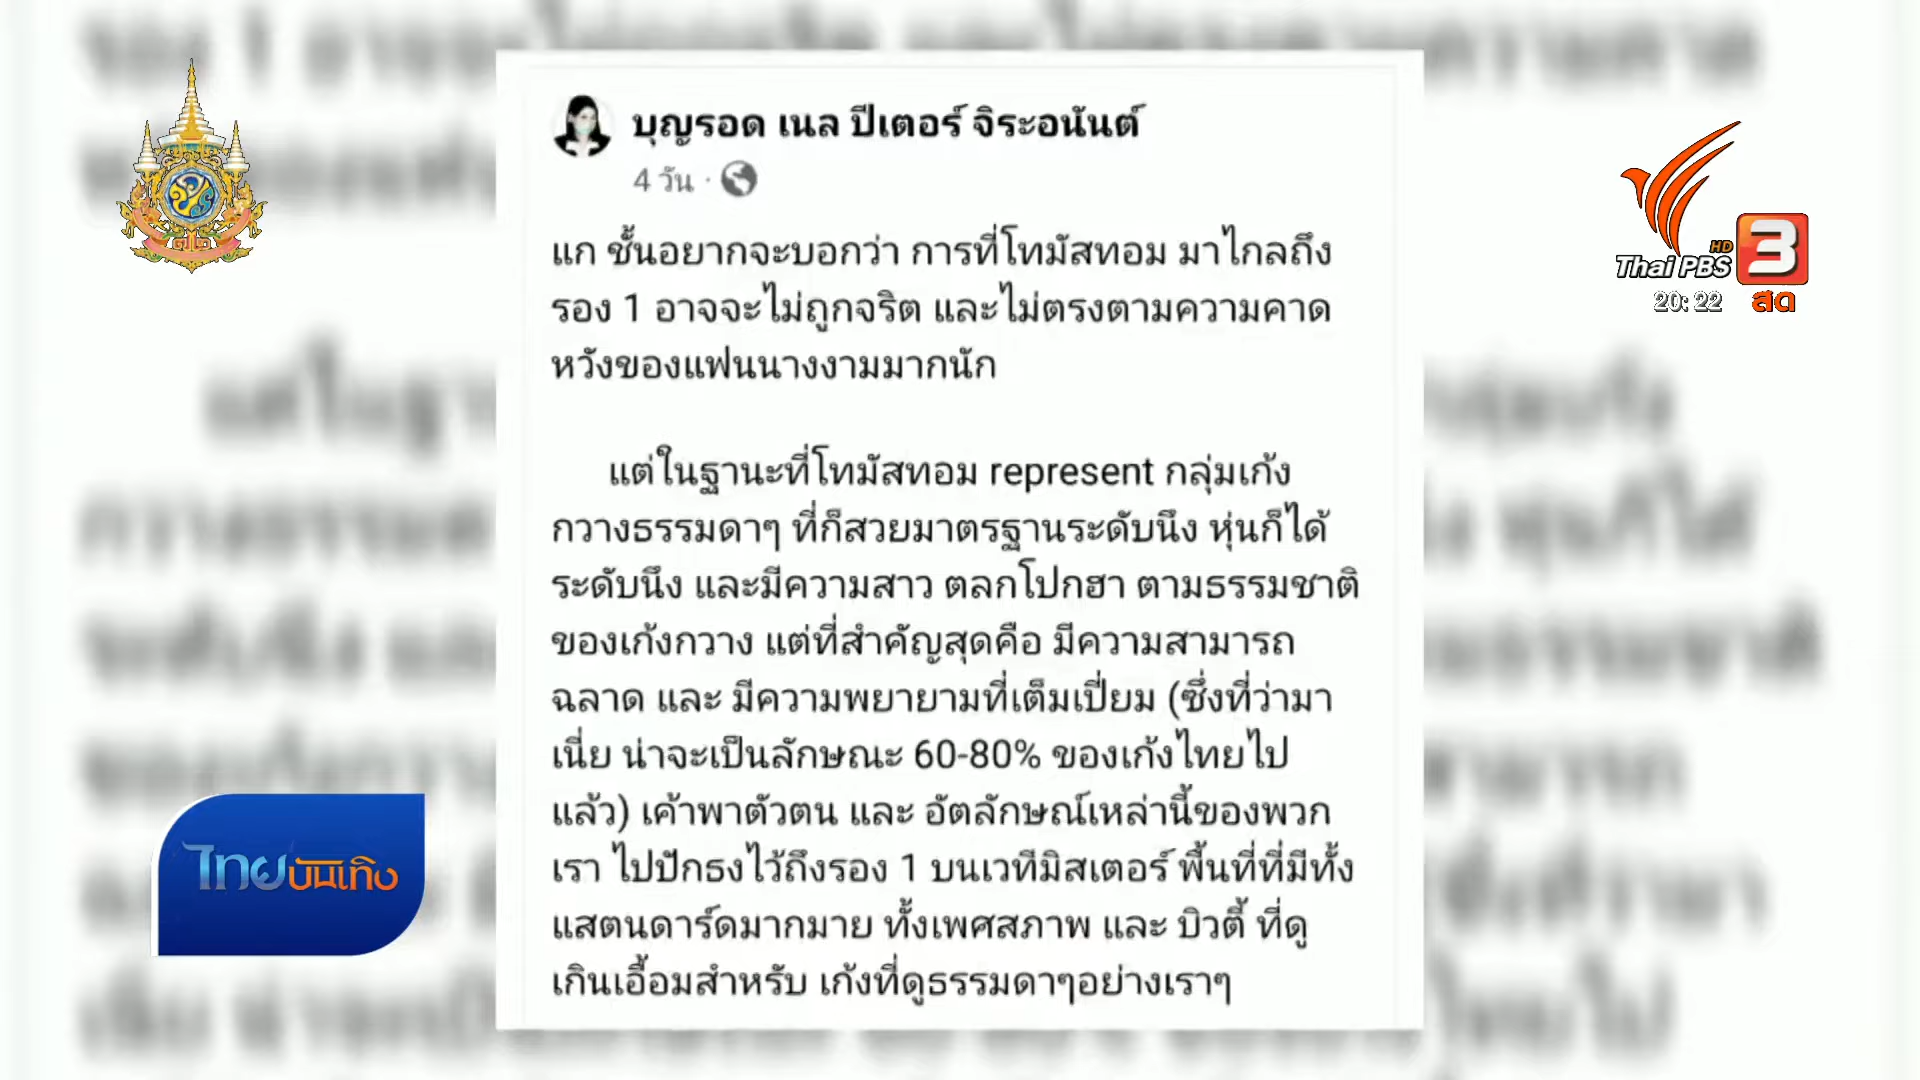 บุญรอด เนล ปีเตอร์ จิระอนันต์
4 วัน ·
แก ชั้นอยากจะบอกว่า การที่โทมัสทอม มาไกลถึง
รอง 1 อาจจะไม่ถูกจริต และไม่ตรงตามความคาด
หวังของแฟนนางงามมากนัก
แต่ในฐานะที่โทมัสทอม represent กลุ่มเก้ง
กวางธรรมดาๆ ที่ก็สวยมาตรฐานระดับนึง หุ่นก็ได้
ระดับนึง และมีความสาว ตลกโปกฮา ตามธรรมชาติ
ของเก้งกวาง แต่ที่สำคัญสุดคือ มีความสามารถ
ฉลาด และ มีความพยายามที่เต็มเปี่ยม (ซึ่งที่ว่ามา
เนี่ย น่าจะเป็นลักษณะ 60-80% ของเก้งไทยไป
แล้ว) เค้าพาตัวตน และ อัตลักษณ์เหล่านี้ของพวก
เรา ไปปักธงไว้ถึงรอง 1 บนเวทีมิสเตอร์ พื้นที่ที่มีทั้ง
แสตนดาร์ดมากมาย ทั้งเพศสภาพ และ บิวตี้ ที่ดู
เกินเอื้อมสำหรับ เก้งที่ดูธรรมดาๆอย่างเราๆ
HD
Thai PBS 3
20:22 สด
ไทยบันเทิง
๗๒